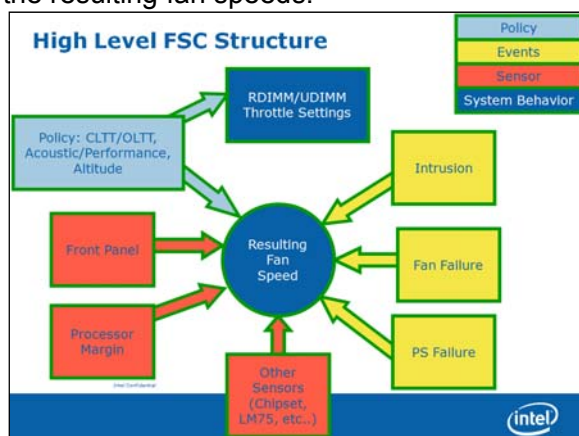 the resulting fan speeds.
High Level FSC Structure
Policy
Events
Sensor
System Behavior
RDIMM/UDIMM
Throttle Settings
Policy: CLTT/OLTT,
Acoustic/Performance,
Altitude
Intrusion
Front Panel
Resulting
Fan
Speed
Fan Failure
Processor
Margin
PS Failure
Other
Sensors
(Chipset,
LM75, etc..)
Intel Confidential
intel